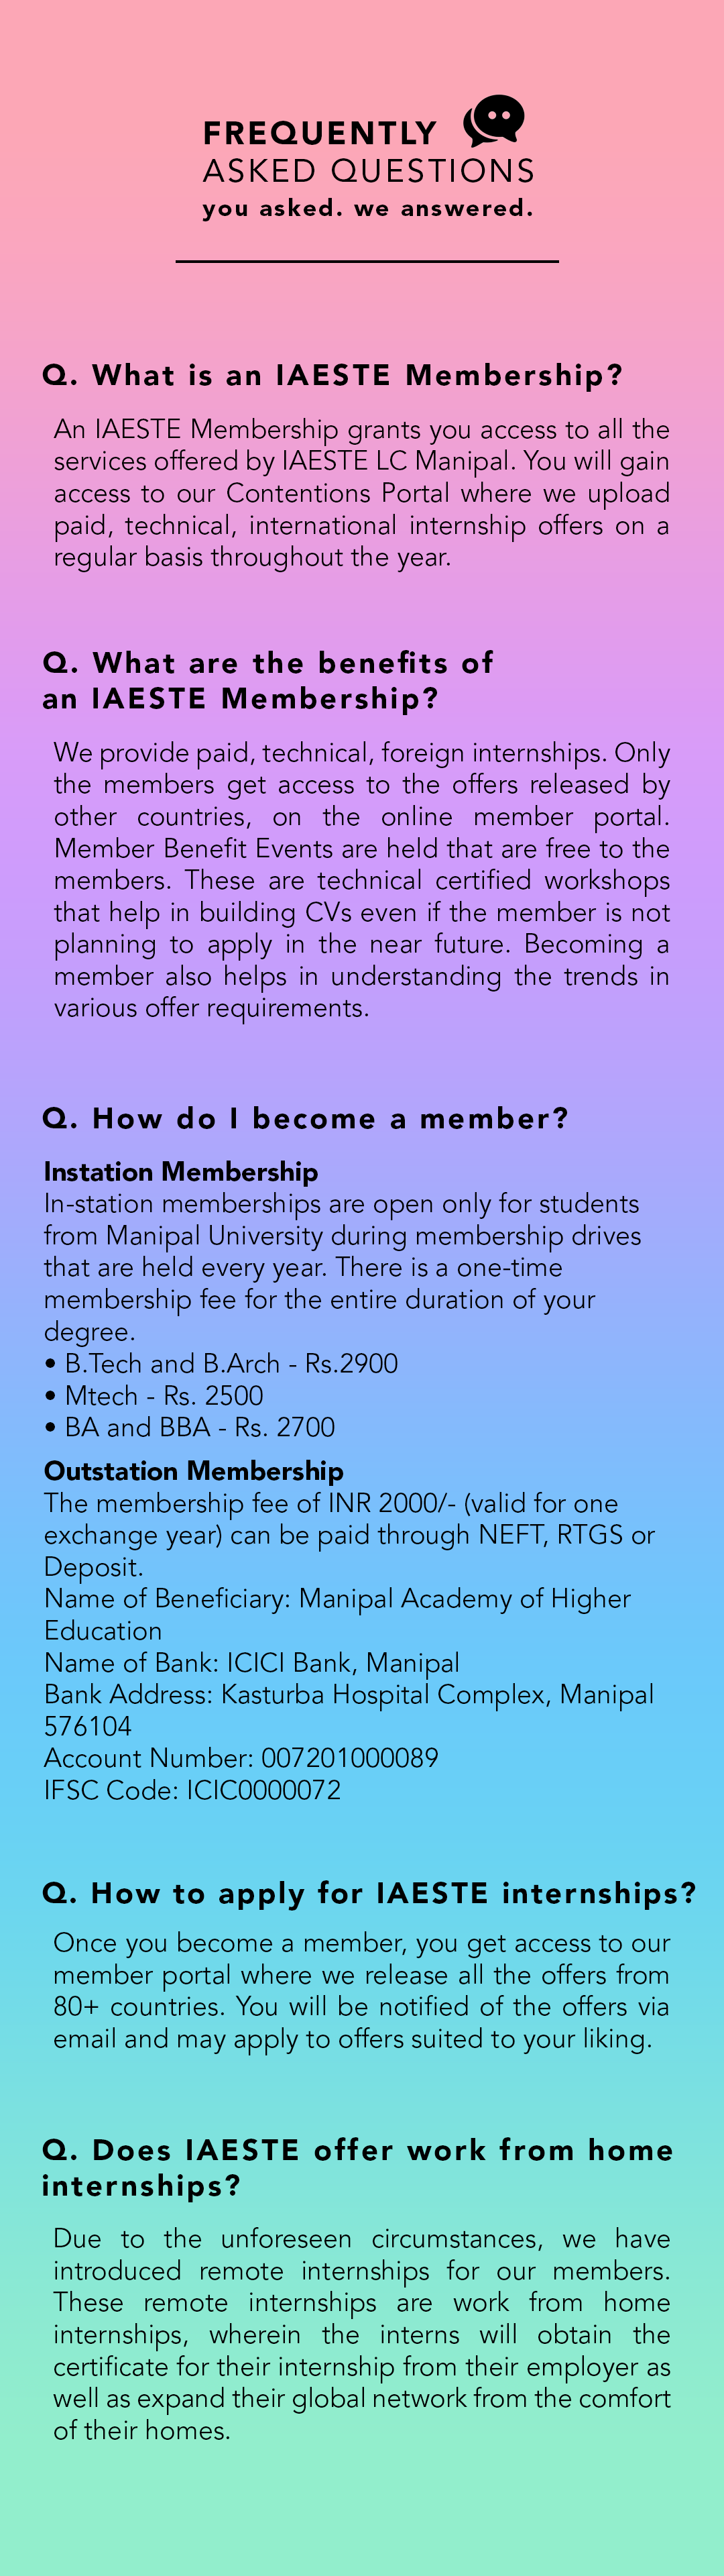 FREQUENTLY
ASKED QUESTIONS
you asked. we answered.
Q. What is an IAESTE Membership?
An IAESTE Membership grants you access to all the
services offered by IAESTE LC Manipal. You will gain
access to our Contentions Portal where we upload
paid, technical, international internship offers on a
regular basis throughout the year.
Q. What are the benefits of
an IAESTE Membership?
We provide paid, technical, foreign internships. Only
the members get access to the offers released by
other countries, on the online member portal.
Member Benefit Events are held that are free to the
members. These are technical certified workshops
that help in building CVs even if the member is not
planning to apply in the near future. Becoming a
member also helps in understanding the trends in
various offer requirements.
Q. How do I become a member?
Instation Membership
In-station memberships are open only for students
from Manipal University during membership drives
that are held every year. There is a one-time
membership fee for the entire duration of your
degree.
• B.Tech and B.Arch - Rs.2900
• Mtech - Rs. 2500
• BA and BBA - Rs. 2700
Outstation Membership
The membership fee of INR 2000/- (valid for one
exchange year) can be paid through NEFT, RTGS or
Deposit.
Name of Beneficiary: Manipal Academy of Higher
Education
Name of Bank: ICICI Bank, Manipal
Bank Address: Kasturba Hospital Complex, Manipal
576104
Account Number: 007201000089
IFSC Code: ICIC0000072
Q. How to apply for IAESTE internships?
Once you become a member, you get access to our
member portal where we release all the offers from
80+ countries. You will be notified of the offers via
email and may apply to offers suited to your liking.
Q. Does IAESTE offer work from home
internships?
Due to the unforeseen circumstances, we have
introduced remote internships for our members.
These remote internships are work from home
internships, wherein the interns will obtain the
certificate for their internship from their employer as
well as expand their global network from the comfort
of their homes.